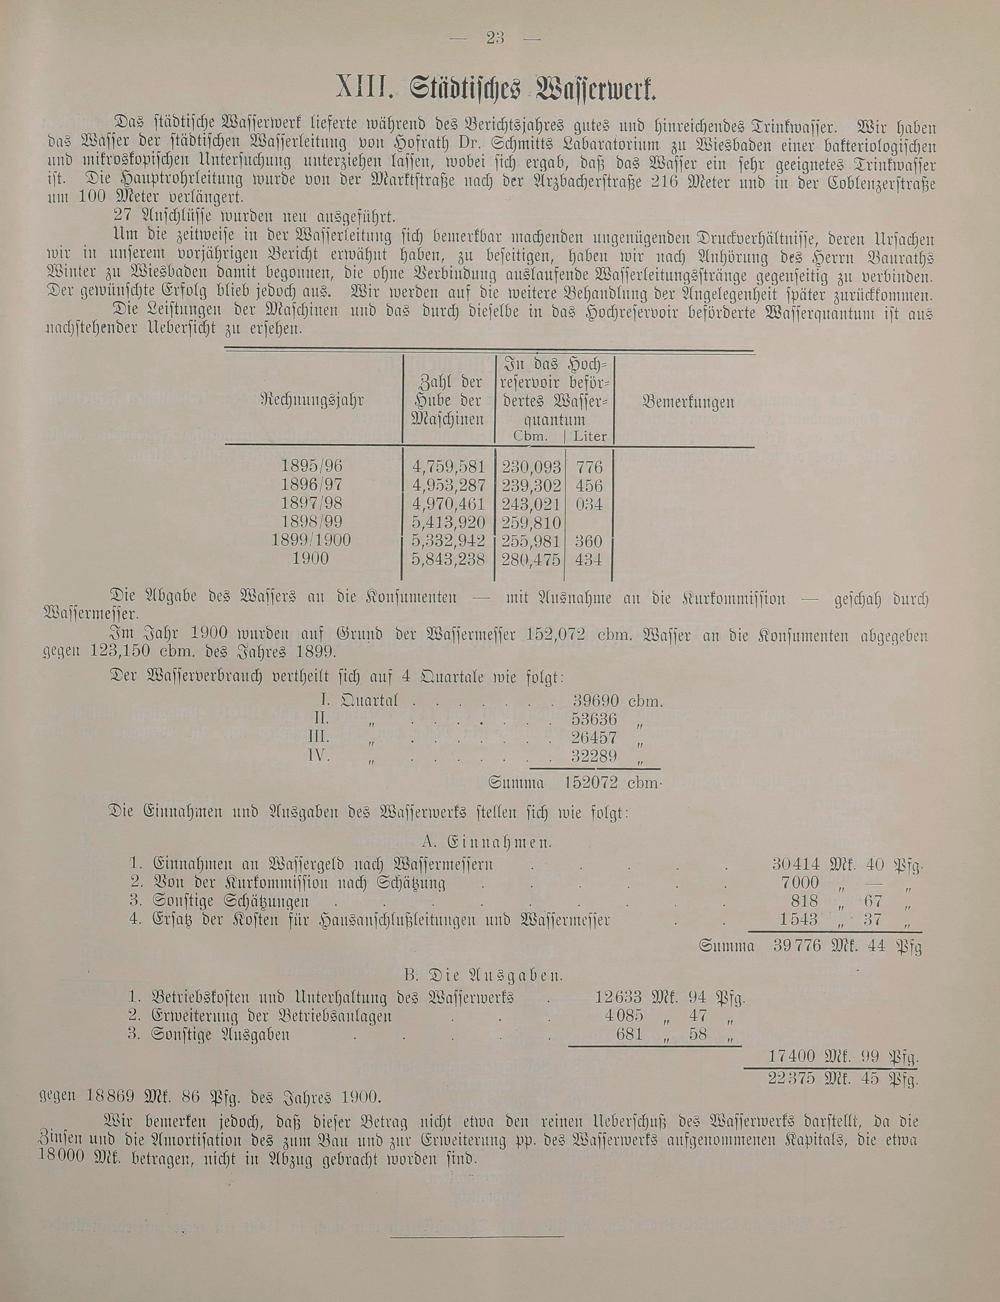 — 23 —
XIII. Städtisches Wasserwerk.
Das städtische Wasserwerk lieferte während des Berichtsjahres gutes und hinreichendes Trinkwasser. Wir haben
das Wasser der städtischen Wasserleitung von Hofrath Dr. Schmitts Labaratorium zu Wiesbaden einer bakteriologischen
und mikroskopischen Untersuchung unterziehen lassen, wobei sich ergab, daß das Wasser ein sehr geeignetes Trinkwasser
ist. Die Hauptrohrleitung wurde von der Marktstraße nach der Arzbacherstraße 216 Meter und in der Coblenzerstraße
um 100 Meter verlängert.
27 Anschlüsse wurden neu ausgeführt.
Um die zeitweise in der Wasserleitung sich bemerkbar machenden ungenügenden Druckverhältnisse, deren Ursachen
wir in unserem vorjährigen Bericht erwähnt haben, zu beseitigen, haben wir nach Anhörung des Herrn Bauraths
Winter zu Wiesbaden damit begonnen, die ohne Verbindung auslaufende Wasserleitungsstränge gegenseitig zu verbinden.
Der gewünschte Erfolg blieb jedoch aus. Wir werden auf die weitere Behandlung der Angelegenheit später zurückkommen.
Die Leistungen der Maschinen und das durch dieselbe in das Hochreservoir beförderte Wasserquantum ist aus
nachstehender Uebersicht zu ersehen.
Rechnungsjahr | Zahl der Hube der Maschinen | In das Hoch=reservoir beför=dertes Wasser=quantum Cbm. | Liter | Bemerkungen
1895/96 4,759,581 230,093 776
1896/97 4,953,287 239,302 456
1897/98 4,970,461 243,021 034
1898/99 5,413,920 259,810
1899/1900 5,332,942 255,981 360
1900 5,843,238 280,475 434
Die Abgabe des Wassers an die Konsumenten — mit Ausnahme an die Kurkommission — geschah durch
Wassermesser.
Im Jahr 1900 wurden auf Grund der Wassermesser 152,072 cbm. Wasser an die Konsumenten abgegeben
gegen 123,150 cbm. des Jahres 1899.
Der Wasserverbrauch vertheilt sich auf 4 Quartale wie folgt:
I. Quartal . . . . . . . 39690 cbm.
II. „ . . . . . . . 53636 „
III. „ . . . . . . . 26457 „
IV. „ . . . . . . . 32289 „
Summa 152072 cbm.
Die Einnahmen und Ausgaben des Wasserwerks stellen sich wie folgt:
A. Einnahmen.
1. Einnahmen an Wassergeld nach Wassermessern . . . . . 30414 Mk. 40 Pfg.
2. Von der Kurkommission nach Schätzung . . . . . . 7000 „ — „
3. Sonstige Schätzungen . . . . . . . . 818 „ 67 „
4. Ersatz der Kosten für Hausanschlußleitungen und Wassermesser . . 1543 „ 37 „
Summa 39776 Mk. 44 Pfg
B. Die Ausgaben.
1. Betriebskosten und Unterhaltung des Wasserwerks . 12633 Mk. 94 Pfg.
2. Erweiterung der Betriebsanlagen . . . 4085 „ 47 „
3. Sonstige Ausgaben . . . . . 681 „ 58 „
17400 Mk. 99 Pfg.
22375 Mk. 45 Pfg.
gegen 18869 Mk. 86 Pfg. des Jahres 1900.
Wir bemerken jedoch, daß dieser Betrag nicht etwa den reinen Ueberschuß des Wasserwerks darstellt, da die
Zinsen und die Amortisation des zum Bau und zur Erweiterung pp. des Wasserwerks aufgenommenen Kapitals, die etwa
18000 Mk. betragen, nicht in Abzug gebracht worden sind.